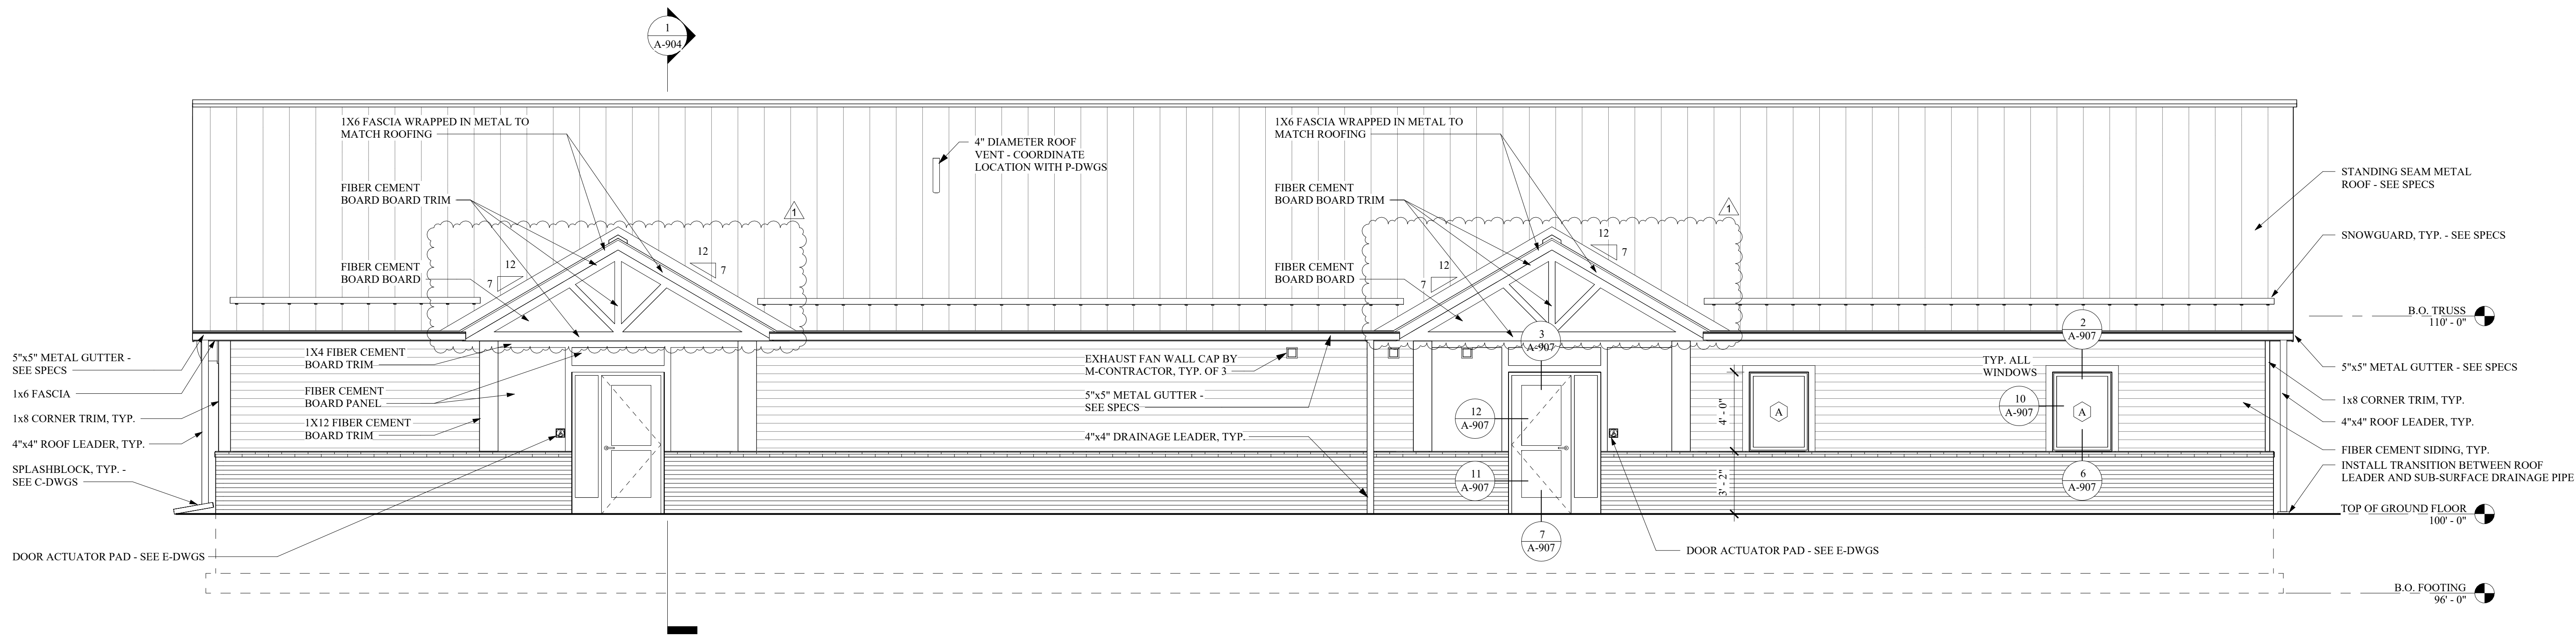 1
A-904
1X6 FASCIA WRAPPED IN METAL TO
MATCH ROOFING
4" DIAMETER ROOF
VENT - COORDINATE
LOCATION WITH P-DWGS
1X6 FASCIA WRAPPED IN METAL TO
MATCH ROOFING
STANDING SEAM METAL
ROOF - SEE SPECS
FIBER CEMENT
BOARD BOARD TRIM
1
FIBER CEMENT
BOARD BOARD TRIM
1
SNOWGUARD, TYP. - SEE SPECS
12
7
12
7
12
7
12
7
FIBER CEMENT
BOARD BOARD
FIBER CEMENT
BOARD BOARD
B.O. TRUSS
110' - 0"
3
A-907
2
A-907
5"x5" METAL GUTTER -
SEE SPECS
1x6 FASCIA
1x8 CORNER TRIM, TYP.
4"x4" ROOF LEADER, TYP.
SPLASHBLOCK, TYP. -
SEE C-DWGS
1X4 FIBER CEMENT
BOARD TRIM
FIBER CEMENT
BOARD PANEL
1X12 FIBER CEMENT
BOARD TRIM
EXHAUST FAN WALL CAP BY
M-CONTRACTOR, TYP. OF 3
5"x5" METAL GUTTER -
SEE SPECS
4"x4" DRAINAGE LEADER, TYP.
12
A-907
11
A-907
7
A-907
4' - 0"
3' - 2"
A
TYP. ALL
WINDOWS
10
A-907
A
6
A-907
5"x5" METAL GUTTER - SEE SPECS
1x8 CORNER TRIM, TYP.
4"x4" ROOF LEADER, TYP.
FIBER CEMENT SIDING, TYP.
INSTALL TRANSITION BETWEEN ROOF
LEADER AND SUB-SURFACE DRAINAGE PIPE
TOP OF GROUND FLOOR
100' - 0"
DOOR ACTUATOR PAD - SEE E-DWGS
DOOR ACTUATOR PAD - SEE E-DWGS
B.O. FOOTING
96' - 0"